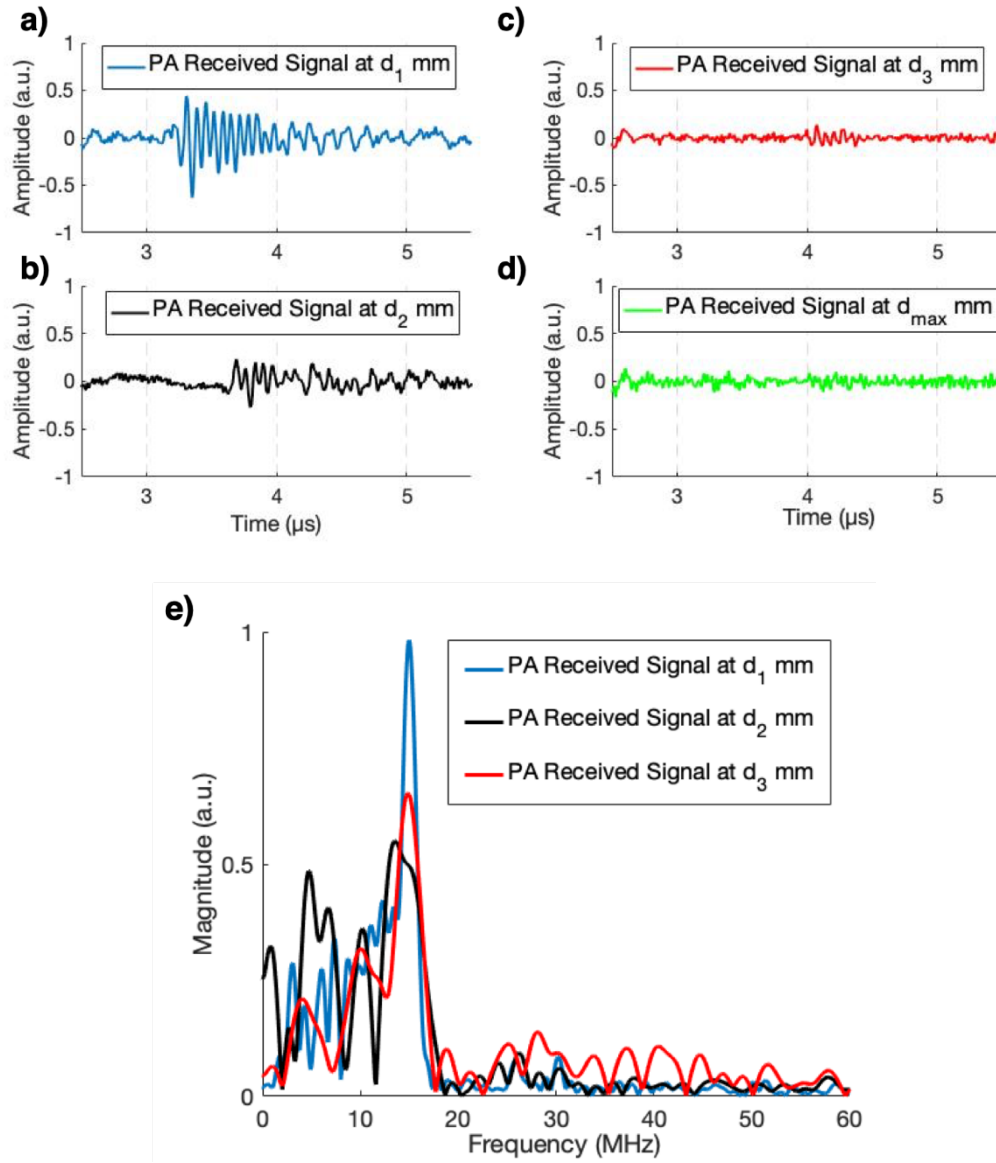 a)
PA Received Signal at d1 mm
Amplitude (a.u.)
1
0.5
0
-0.5
-1
3
4
5
b)
PA Received Signal at d2 mm
Amplitude (a.u.)
1
0.5
0
-0.5
-1
3
4
5
Time (µs)
c)
PA Received Signal at d3 mm
Amplitude (a.u.)
1
0.5
0
-0.5
-1
3
4
5
d)
PA Received Signal at dmax mm
Amplitude (a.u.)
1
0.5
0
-0.5
-1
3
4
5
Time (µs)
e)
PA Received Signal at d1 mm
PA Received Signal at d2 mm
PA Received Signal at d3 mm
Magnitude (a.u.)
1
0.5
0
0
10
20
30
40
50
60
Frequency (MHz)